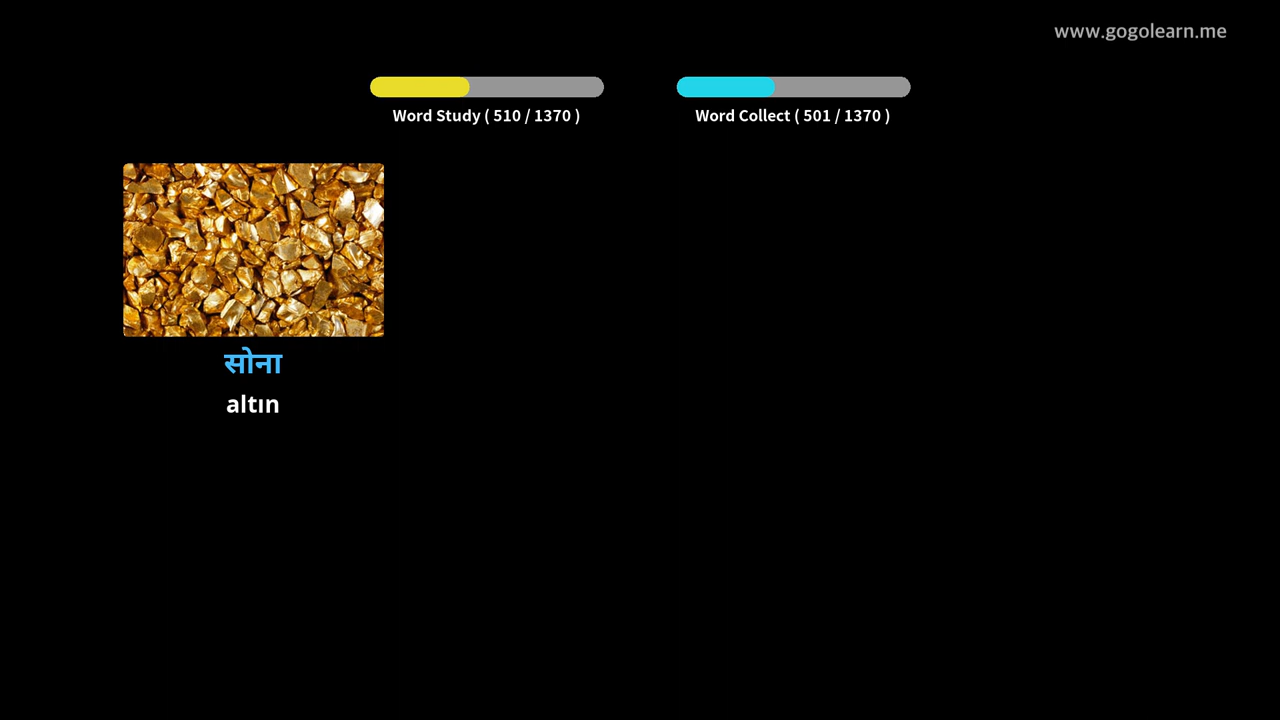 www.gogolearn.me
Word Study ( 510 / 1370 )
Word Collect ( 501 / 1370 )
सोना
altın